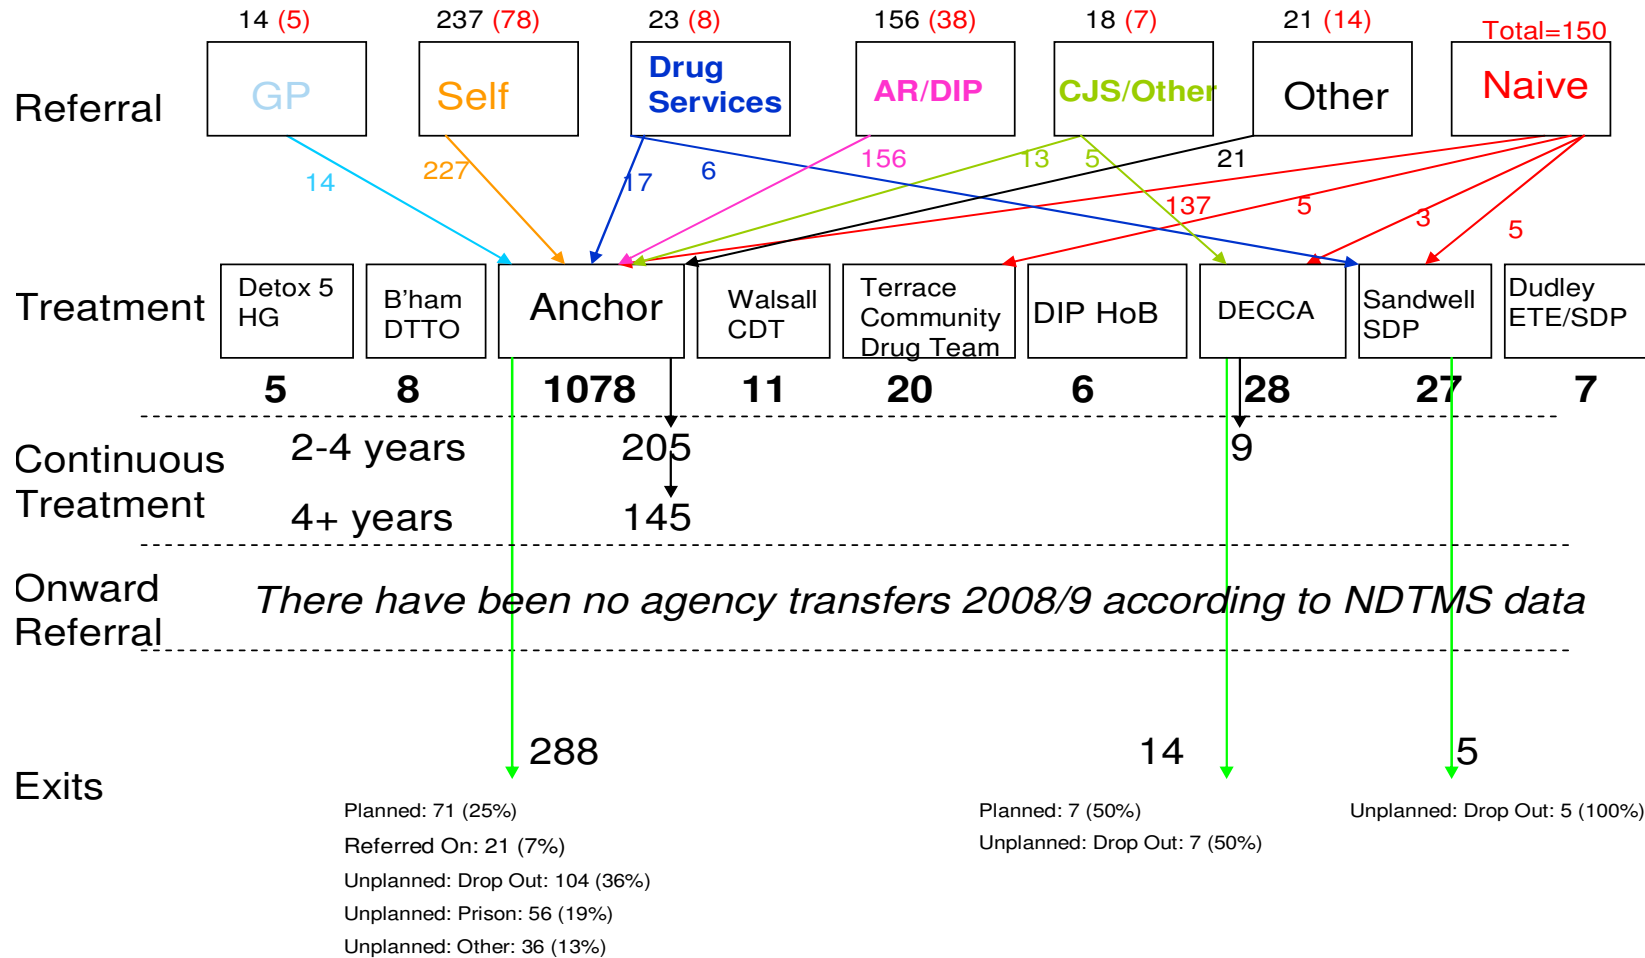 14 (5)
237 (78)
23 (8)
156 (38)
18 (7)
21 (14)
Total=150
Referral
GP
Self
Drug
Services
AR/DIP
CJS/Other
Other
Naive
14
227
17
6
156
13
5
21
137
5
3
5
Treatment
Detox 5
HG
B'ham
DTTO
Anchor
Walsall
CDT
Terrace
Community
Drug Team
DIP HoB
DECCA
Sandwell
SDP
Dudley
ETE/SDP
5
8
1078
11
20
6
28
27
7
Continuous
Treatment
2-4 years
205
9
4+ years
145
Onward
Referral
There have been no agency transfers 2008/9 according to NDTMS data
Exits
288
14
5
Planned: 71 (25%)
Referred On: 21 (7%)
Unplanned: Drop Out: 104 (36%)
Unplanned: Prison: 56 (19%)
Unplanned: Other: 36 (13%)
Planned: 7 (50%)
Unplanned: Drop Out: 7 (50%)
Unplanned: Drop Out: 5 (100%)